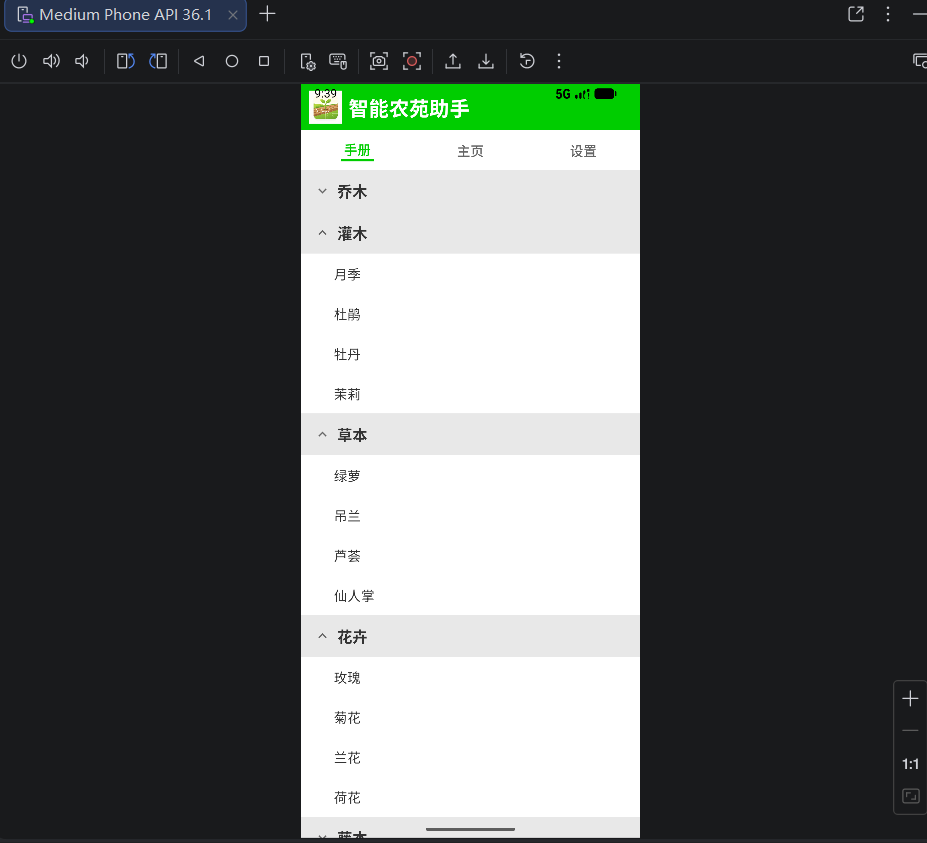 Medium Phone API 36.1
9:39
5G
智能农苑助手
手册 主页 设置
乔木
灌木
月季
杜鹃
牡丹
茉莉
草本
绿萝
吊兰
芦荟
仙人掌
花卉
玫瑰
菊花
兰花
荷花
藤本
1:1